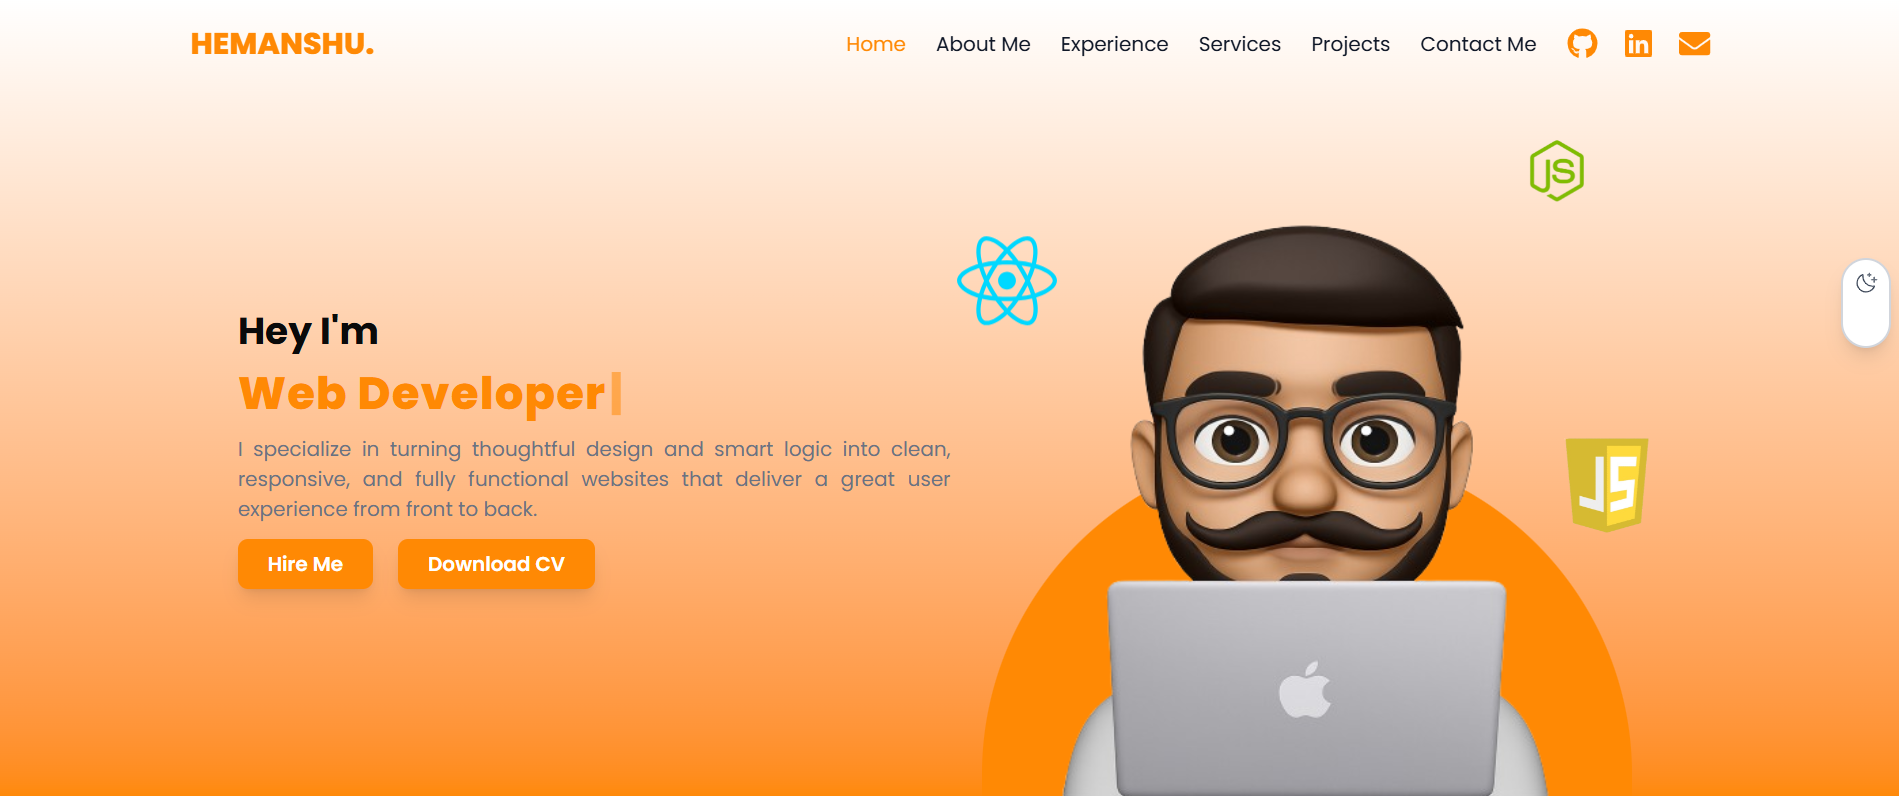 HEMANSHU.
Home About Me Experience Services Projects Contact Me in
JS
Hey I'm
Web Developer
I specialize in turning thoughtful design and smart logic into clean,
responsive, and fully functional websites that deliver a great user
experience from front to back.
JS
Hire Me Download CV